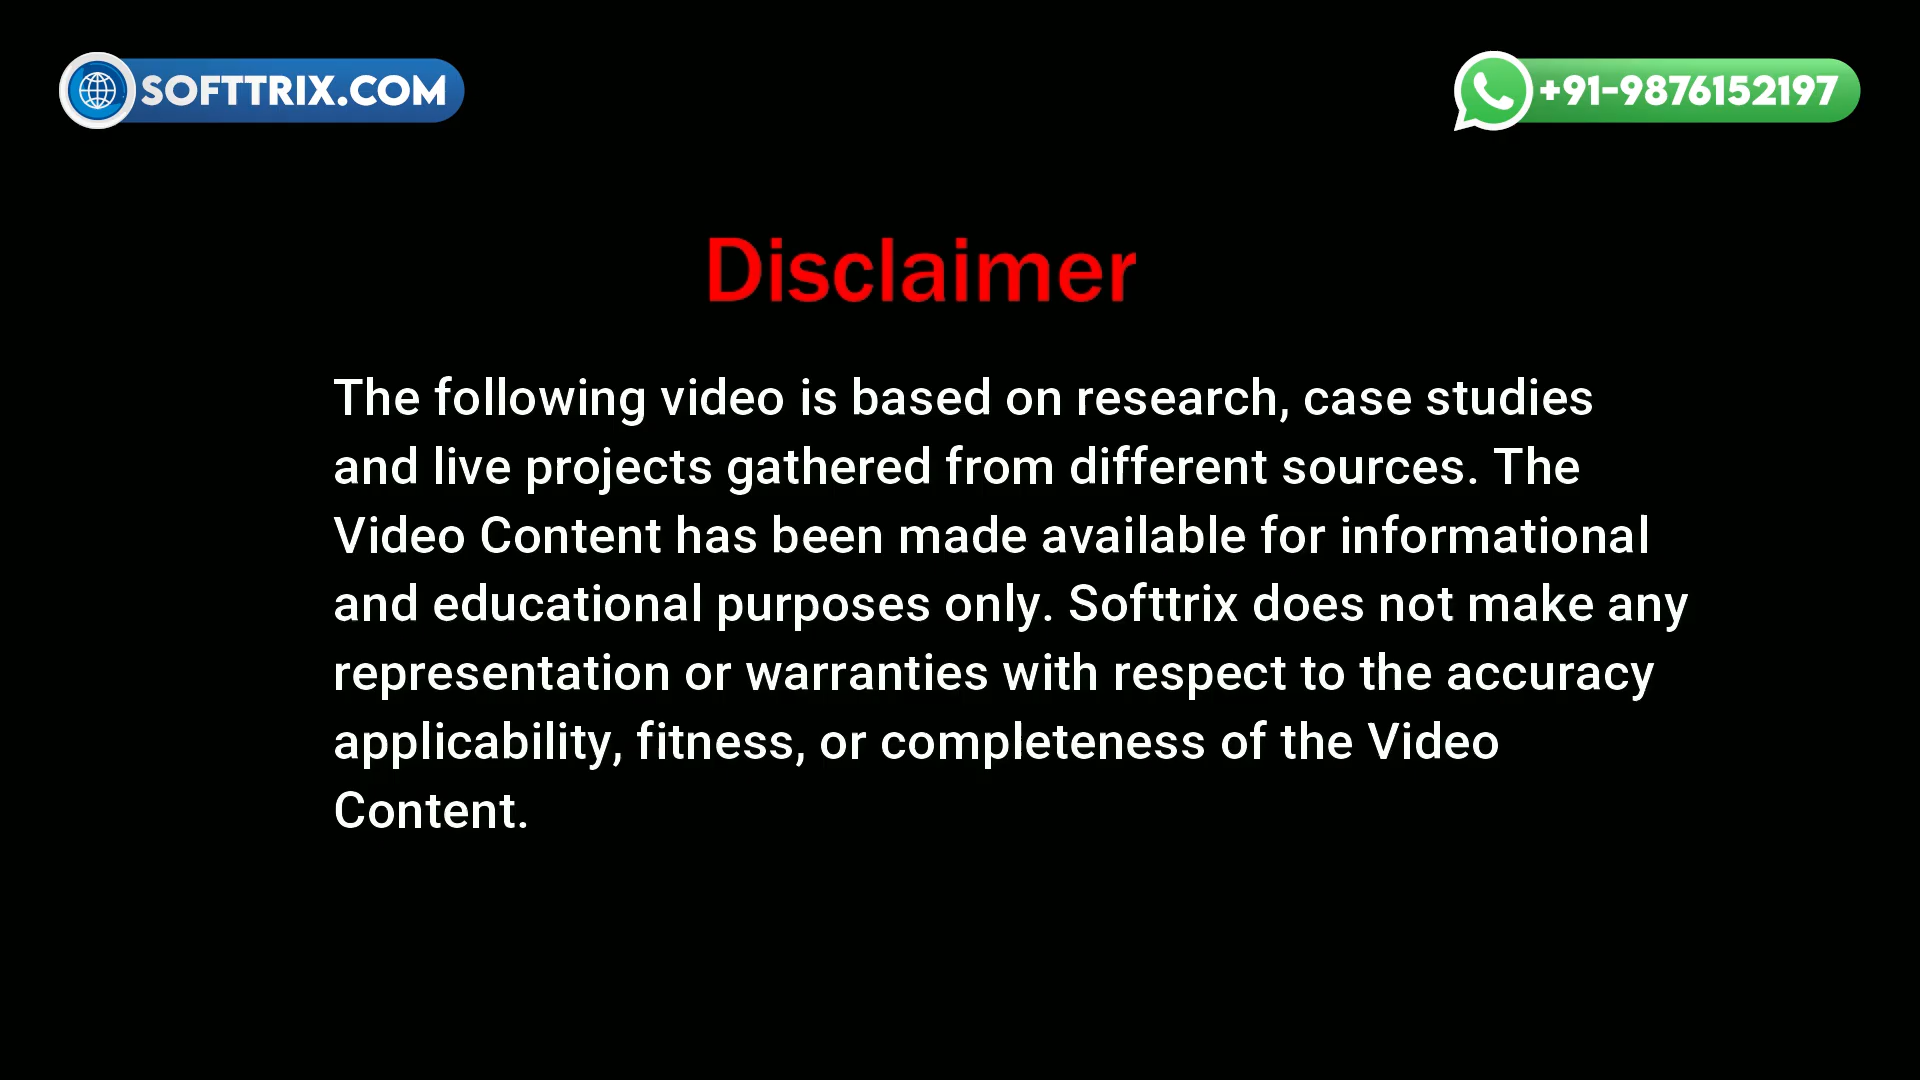 SOFTTRIX.COM
+91-9876152197
Disclaimer
The following video is based on research, case studies
and live projects gathered from different sources. The
Video Content has been made available for informational
and educational purposes only. Softtrix does not make any
representation or warranties with respect to the accuracy
applicability, fitness, or completeness of the Video
Content.